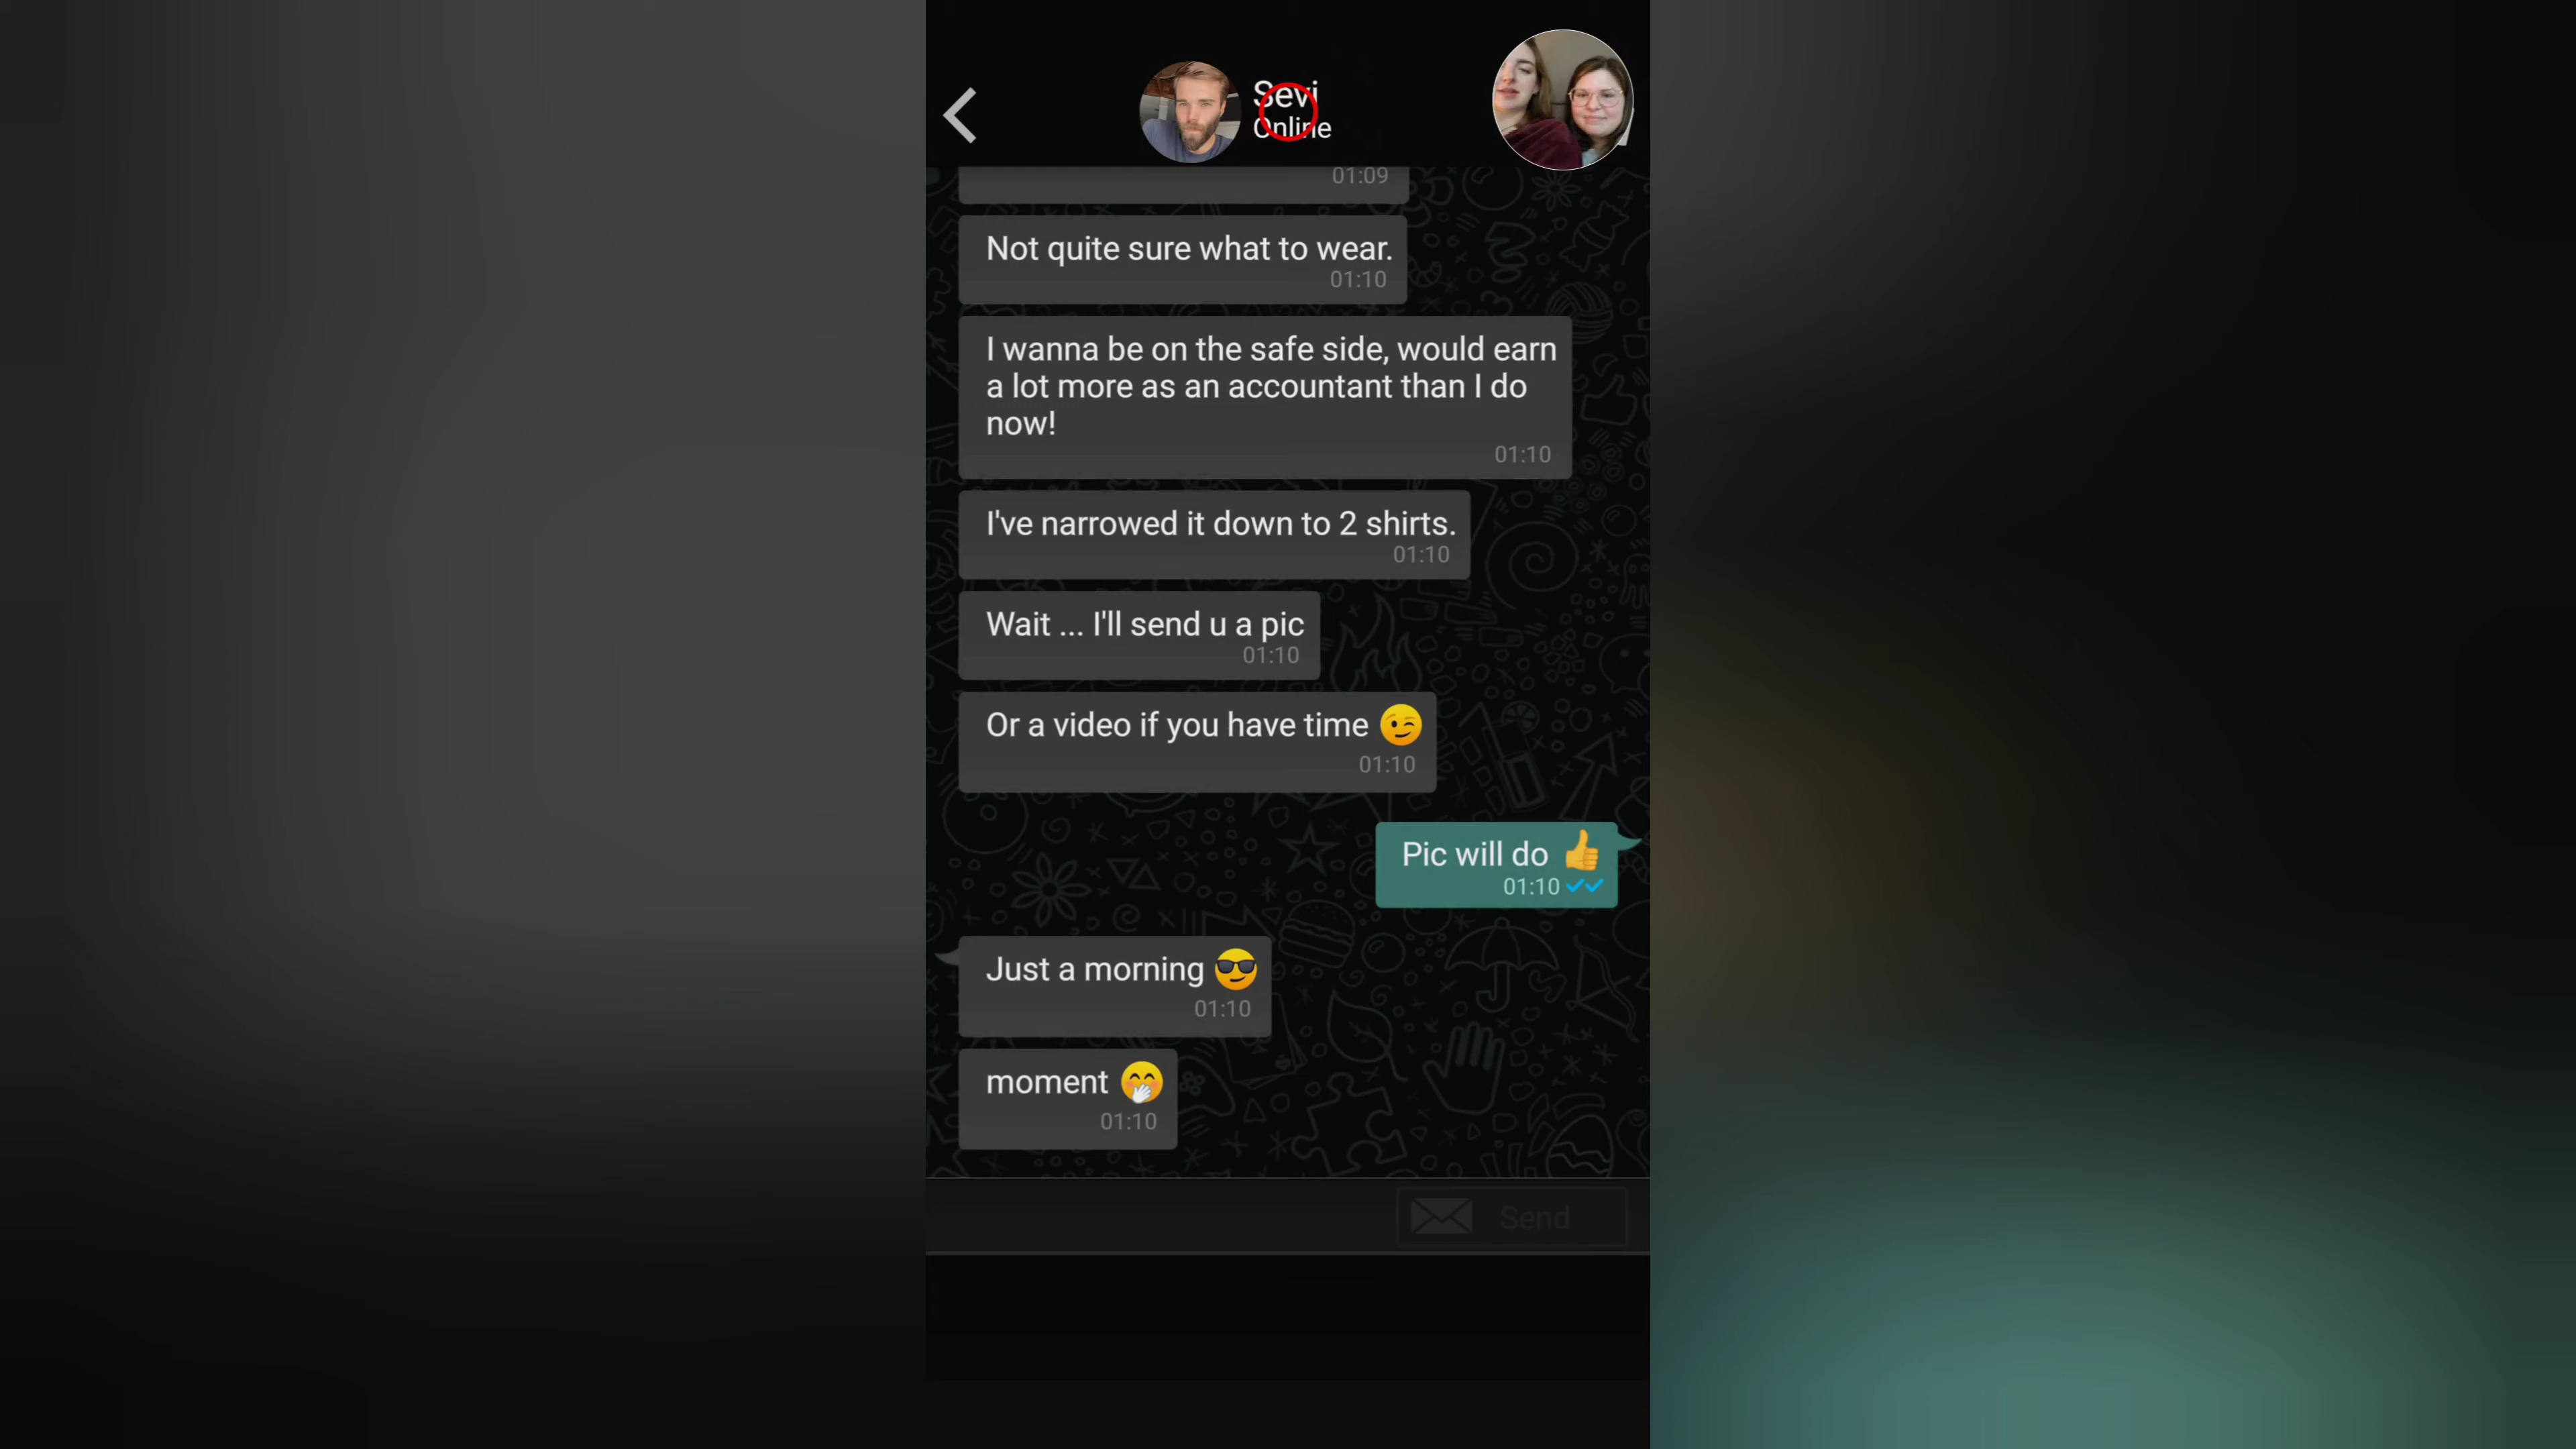 Sevi
Online
01:09
Not quite sure what to wear.
01:10
I wanna be on the safe side, would earn
a lot more as an accountant than I do
now!
01:10
I've narrowed it down to 2 shirts.
01:10
Wait ... I'll send u a pic
01:10
Or a video if you have time 😉
01:10
Pic will do 👍
01:10
Just a morning 😎
01:10
moment 🤭
01:10
Send